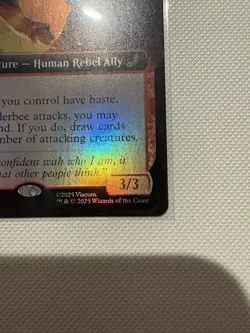 ture — Human Rebel Ally
you control have haste.
derbee attacks, you may
nd. If you do, draw cards
mber of attacking creatures.
onfident with who I am, it
hat other people think."
3/3
©2025 Viacom.
™ & © 2025 Wizards of the Coast